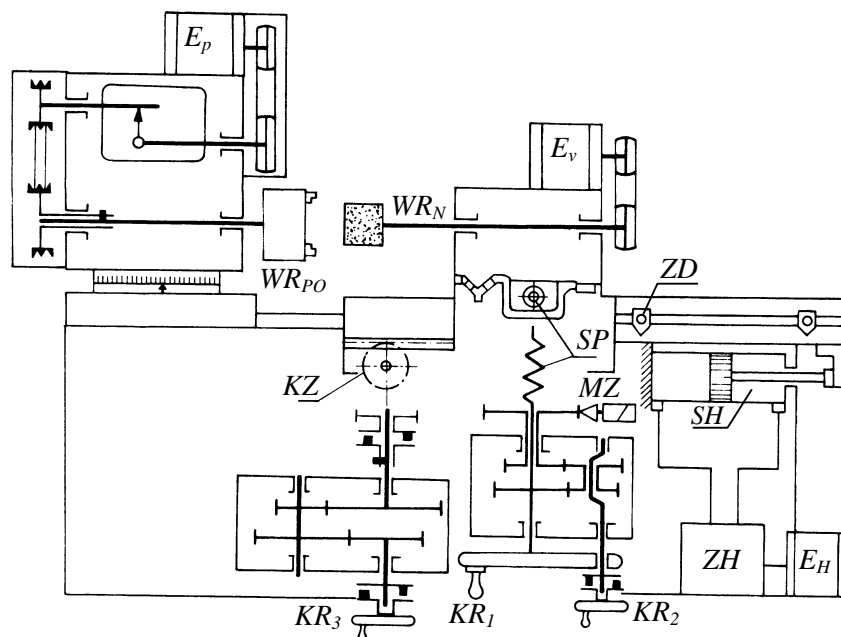 E_p
E_v
WR_N
WR_PO
ZD
SP
KZ
MZ
SH
ZH
E_H
KR_3
KR_1
KR_2